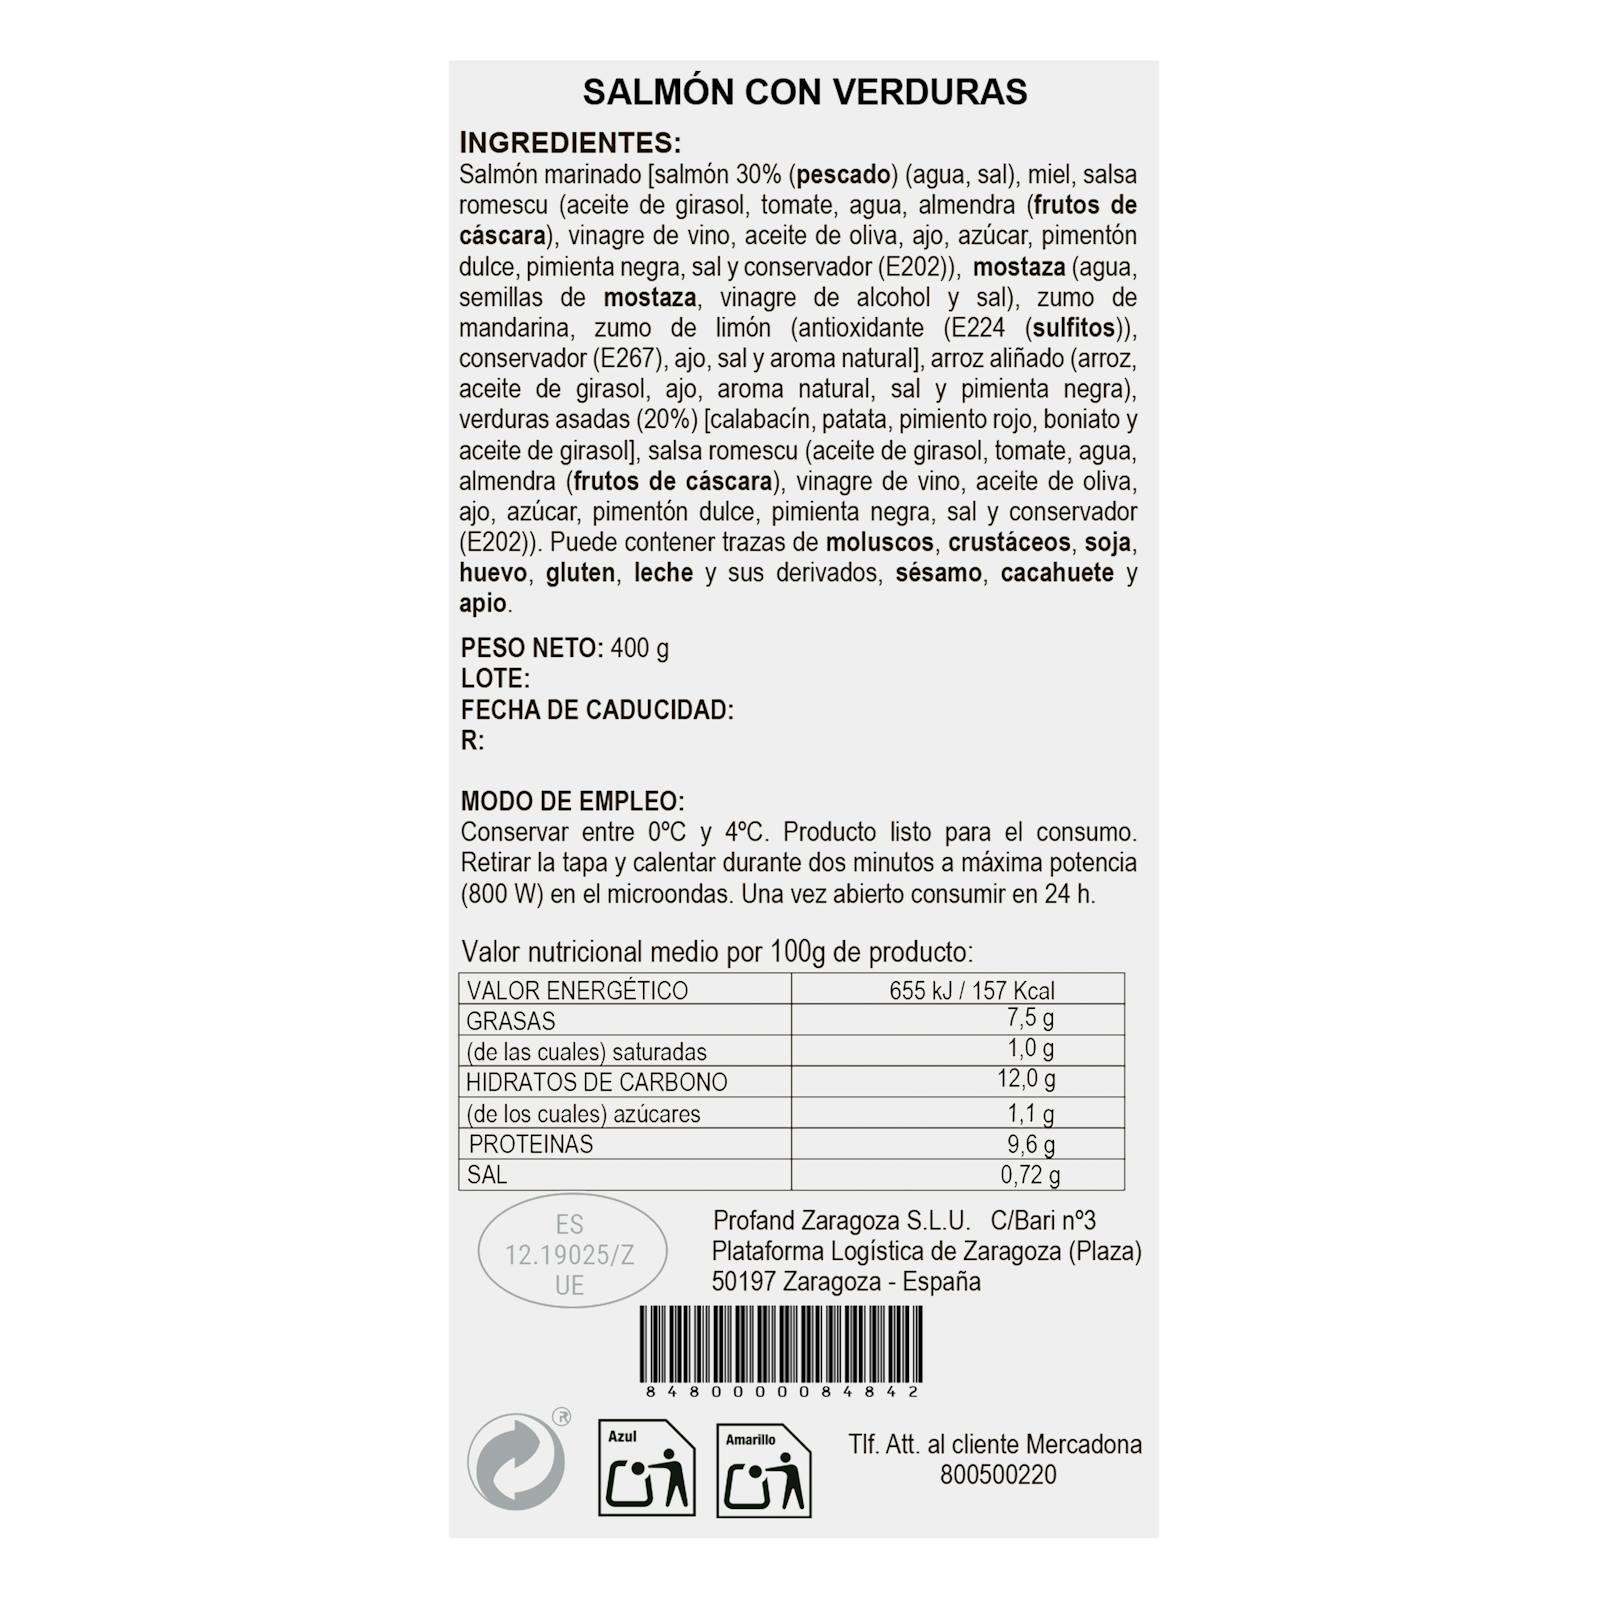 SALMÓN CON VERDURAS
INGREDIENTES:
Salmón marinado [salmón 30% (pescado) (agua, sal), miel, salsa
romescu (aceite de girasol, tomate, agua, almendra (frutos de
cáscara), vinagre de vino, aceite de oliva, ajo, azúcar, pimentón
dulce, pimienta negra, sal y conservador (E202)), mostaza (agua,
semillas de mostaza, vinagre de alcohol y sal), zumo de
mandarina, zumo de limón (antioxidante (E224 (sulfitos)),
conservador (E267), ajo, sal y aroma natural], arroz aliñado (arroz,
aceite de girasol, ajo, aroma natural, sal y pimienta negra),
verduras asadas (20%) [calabacín, patata, pimiento rojo, boniato y
aceite de girasol], salsa romescu (aceite de girasol, tomate, agua,
almendra (frutos de cáscara), vinagre de vino, aceite de oliva,
ajo, azúcar, pimentón dulce, pimienta negra, sal y conservador
(E202)). Puede contener trazas de moluscos, crustáceos, soja,
huevo, gluten, leche y sus derivados, sésamo, cacahuete y
apio.
PESO NETO: 400 g
LOTE:
FECHA DE CADUCIDAD:
R:
MODO DE EMPLEO:
Conservar entre 0ºC y 4ºC. Producto listo para el consumo.
Retirar la tapa y calentar durante dos minutos a máxima potencia
(800 W) en el microondas. Una vez abierto consumir en 24 h.
Valor nutricional medio por 100g de producto:
VALOR ENERGÉTICO 655 kJ / 157 Kcal
GRASAS 7,5 g
(de las cuales) saturadas 1,0 g
HIDRATOS DE CARBONO 12,0 g
(de los cuales) azúcares 1,1 g
PROTEINAS 9,6 g
SAL 0,72 g
ES
12.19025/Z
UE
Profand Zaragoza S.L.U. C/Bari nº3
Plataforma Logística de Zaragoza (Plaza)
50197 Zaragoza - España
8480000084842
®
Azul
Amarillo
Tlf. Att. al cliente Mercadona
800500220